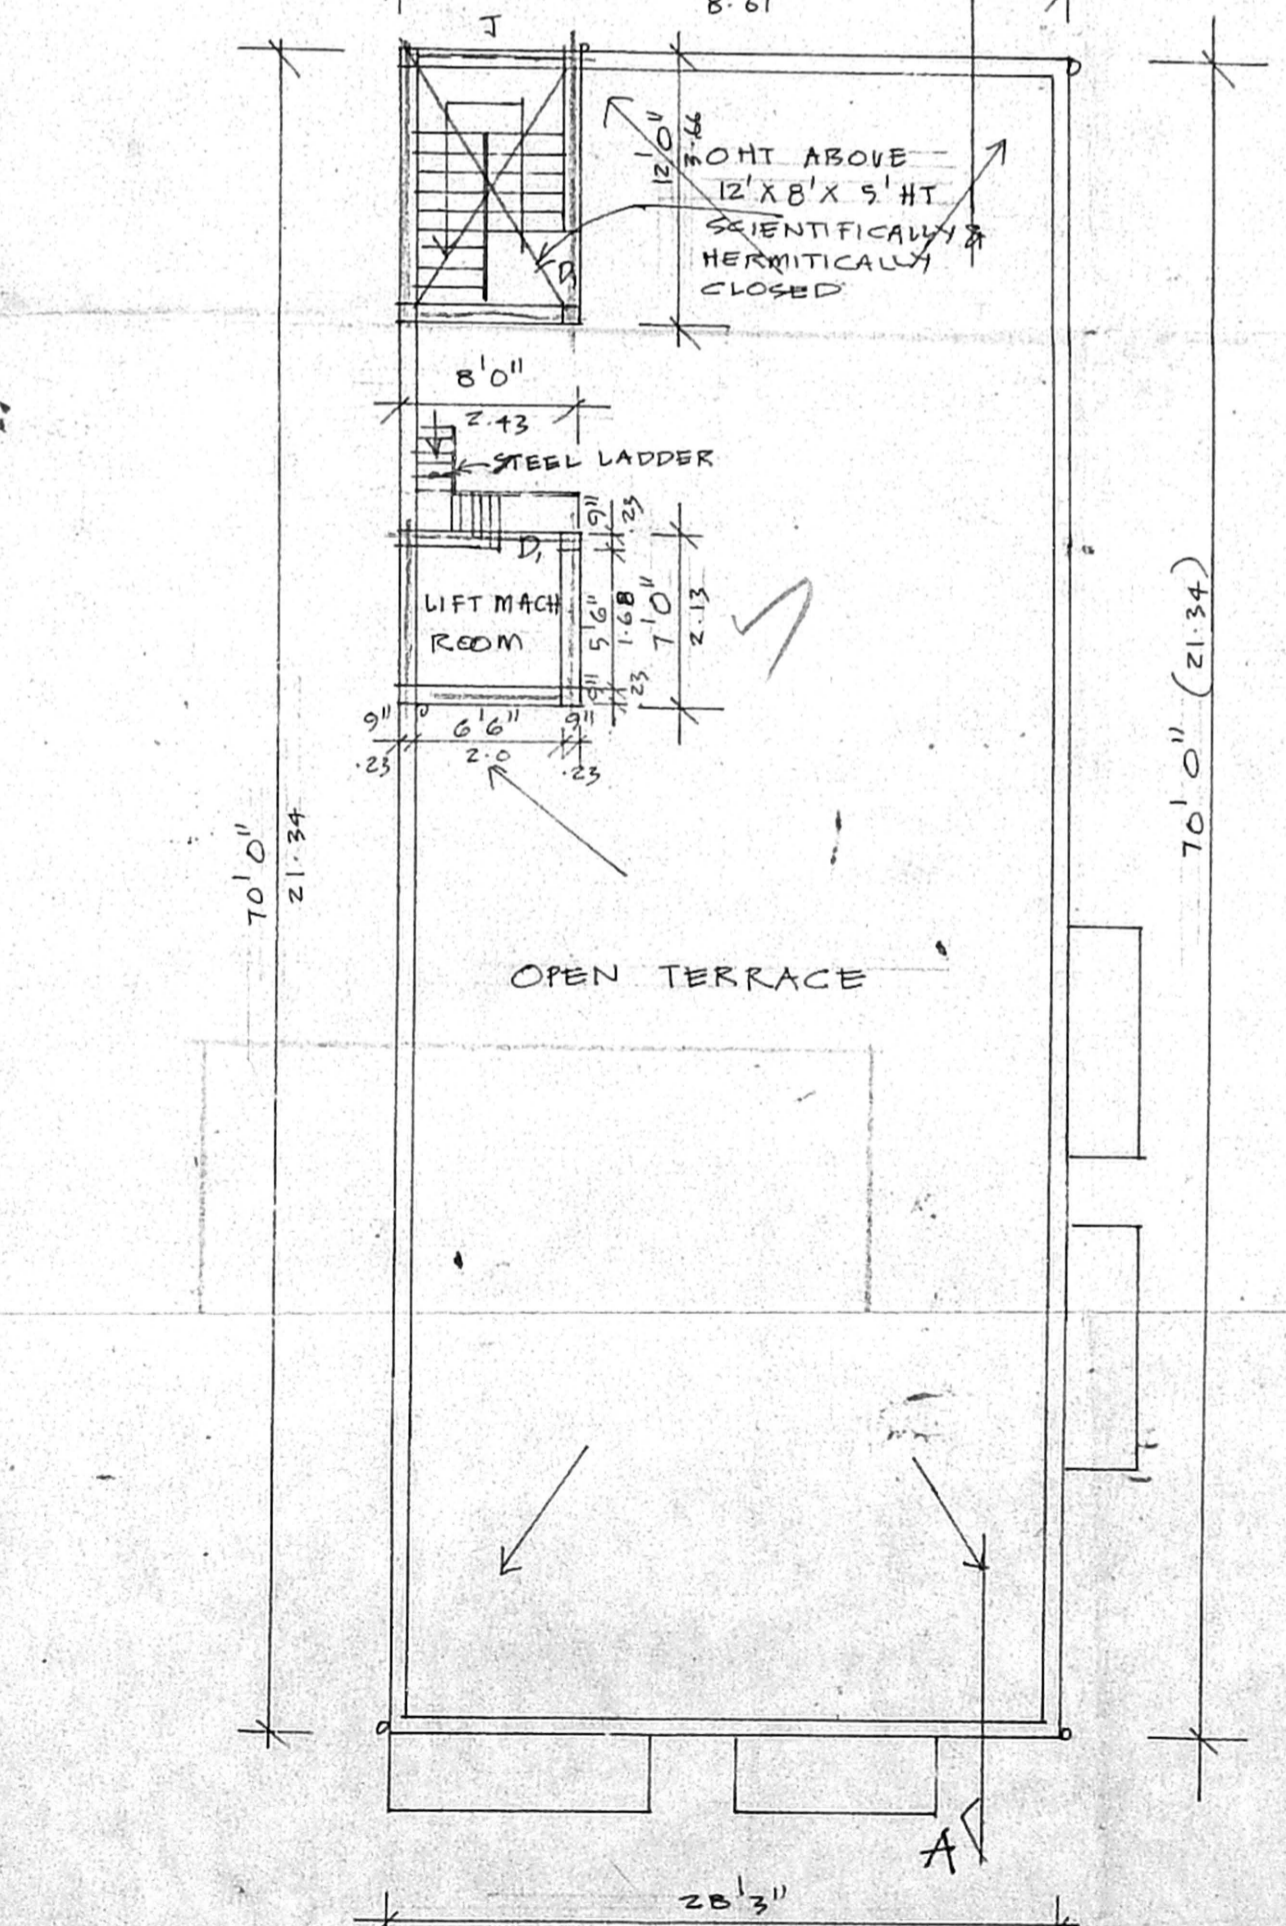 8.61
J
12'0"
3.66
OHT ABOVE
12'X8'X 5'HT
SCIENTIFICALLY &
HERMITICALLY
CLOSED
D
8'0"
2.43
STEEL LADDER
9"
.23
D1
LIFT MACH
ROOM
5'6"
1.68
7'0"
2.13
9"
.23
9"
6'6"
9"
.23
2.0
.23
70'0"
21.34
70'0" (21.34)
OPEN TERRACE
A
28'3"